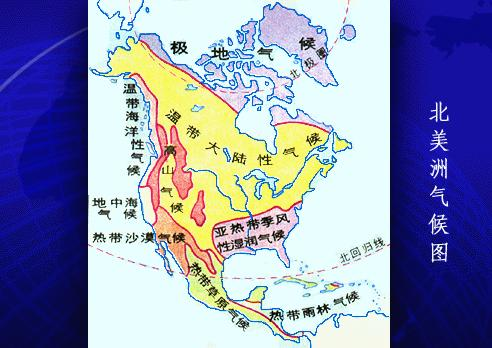 极地气候
北极圈
温带海洋性气候
温带大陆性气候
高山气候
地中海
气候
热带沙漠气候
亚热带季风
性湿润气候
北回归线
热带草原气候
热带雨林气候
北美洲气候图